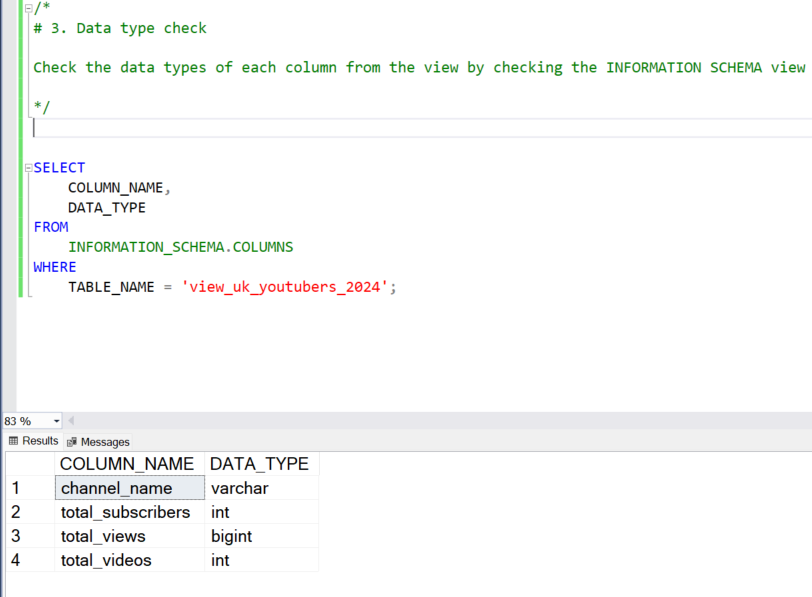 /*
# 3. Data type check
Check the data types of each column from the view by checking the INFORMATION SCHEMA view
*/
SELECT
COLUMN_NAME,
DATA_TYPE
FROM
INFORMATION_SCHEMA.COLUMNS
WHERE
TABLE_NAME = 'view_uk_youtubers_2024';
83 %
Results Messages
COLUMN_NAME DATA_TYPE
1 channel_name varchar
2 total_subscribers int
3 total_views bigint
4 total_videos int